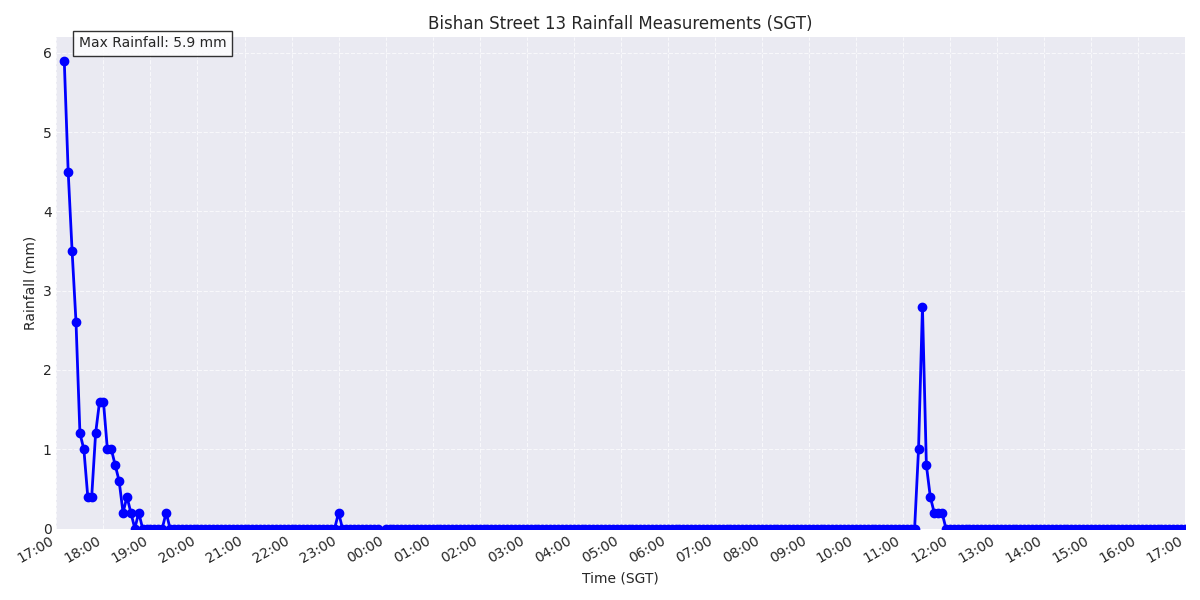 Bishan Street 13 Rainfall Measurements (SGT)
Max Rainfall: 5.9 mm
6
5
4
3
2
1
0
Rainfall (mm)
17:00 18:00 19:00 20:00 21:00 22:00 23:00 00:00 01:00 02:00 03:00 04:00 05:00 06:00 07:00 08:00 09:00 10:00 11:00 12:00 13:00 14:00 15:00 16:00 17:00
Time (SGT)